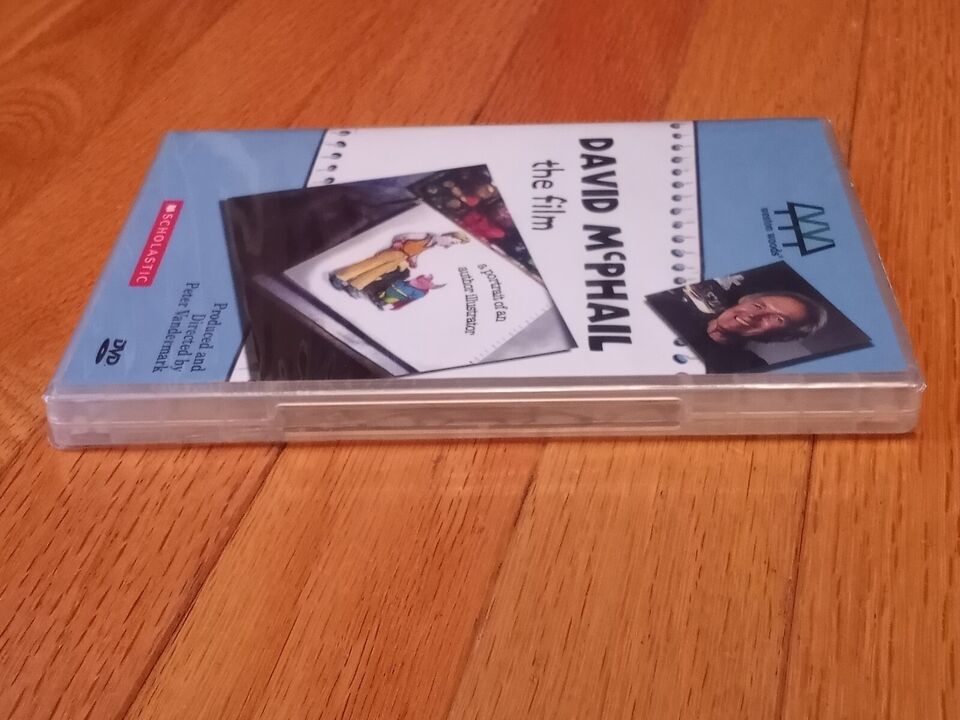 weston woods
DAVID McPHAIL
the film
a portrait of an
author illustrator
SCHOLASTIC
Produced and
Directed by
Peter Vandermark
DVD